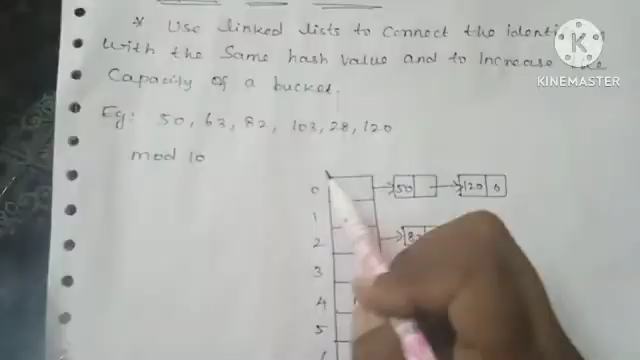 * Use linked lists to connect the
with the same hash value and to increase
Capacity of a bucket.
Eg: 50, 63, 82, 103, 28, 120
mod 10
0 50 120 0
1
2
3
4
5
K
KINEMASTER